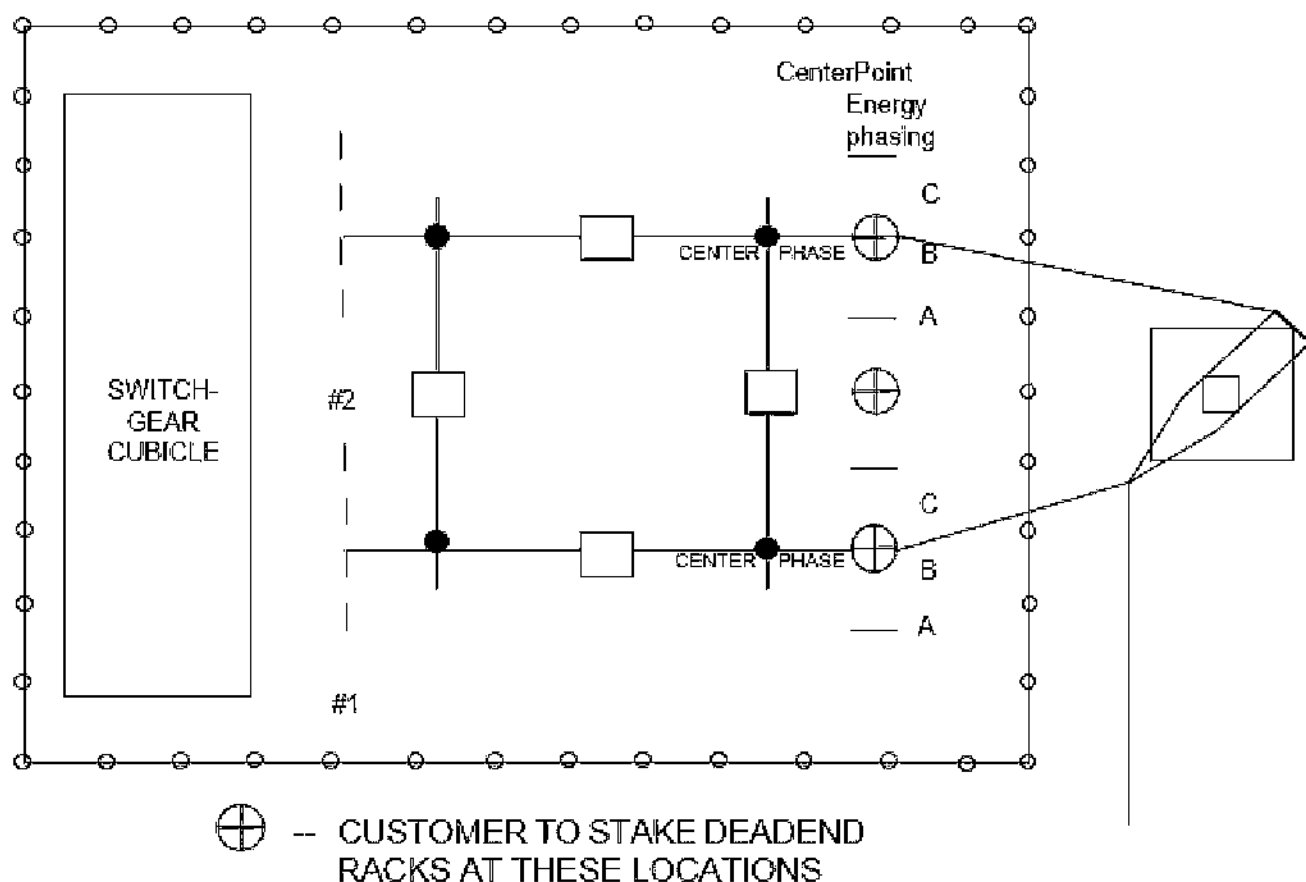 CenterPoint
Energy
phasing
C
CENTER PHASE
B
A
SWITCH-
GEAR
CUBICLE
#2
C
CENTER PHASE
B
A
#1
-- CUSTOMER TO STAKE DEADEND
RACKS AT THESE LOCATIONS